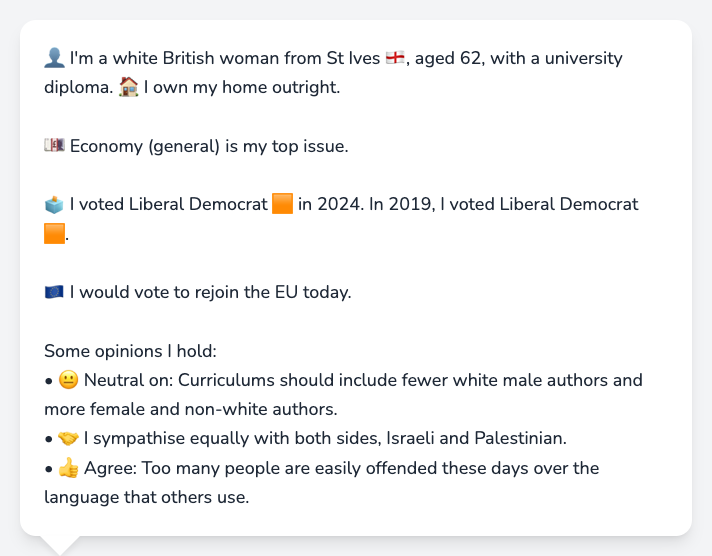 👤 I'm a white British woman from St Ives 🏴󠁧󠁢󠁥󠁮󠁧󠁿, aged 62, with a university
diploma. 🏠 I own my home outright.
💷 Economy (general) is my top issue.
🗳️ I voted Liberal Democrat 🟧 in 2024. In 2019, I voted Liberal Democrat
🟧.
🇪🇺 I would vote to rejoin the EU today.
Some opinions I hold:
• 😐 Neutral on: Curriculums should include fewer white male authors and
more female and non-white authors.
• 🤝 I sympathise equally with both sides, Israeli and Palestinian.
• 👍 Agree: Too many people are easily offended these days over the
language that others use.